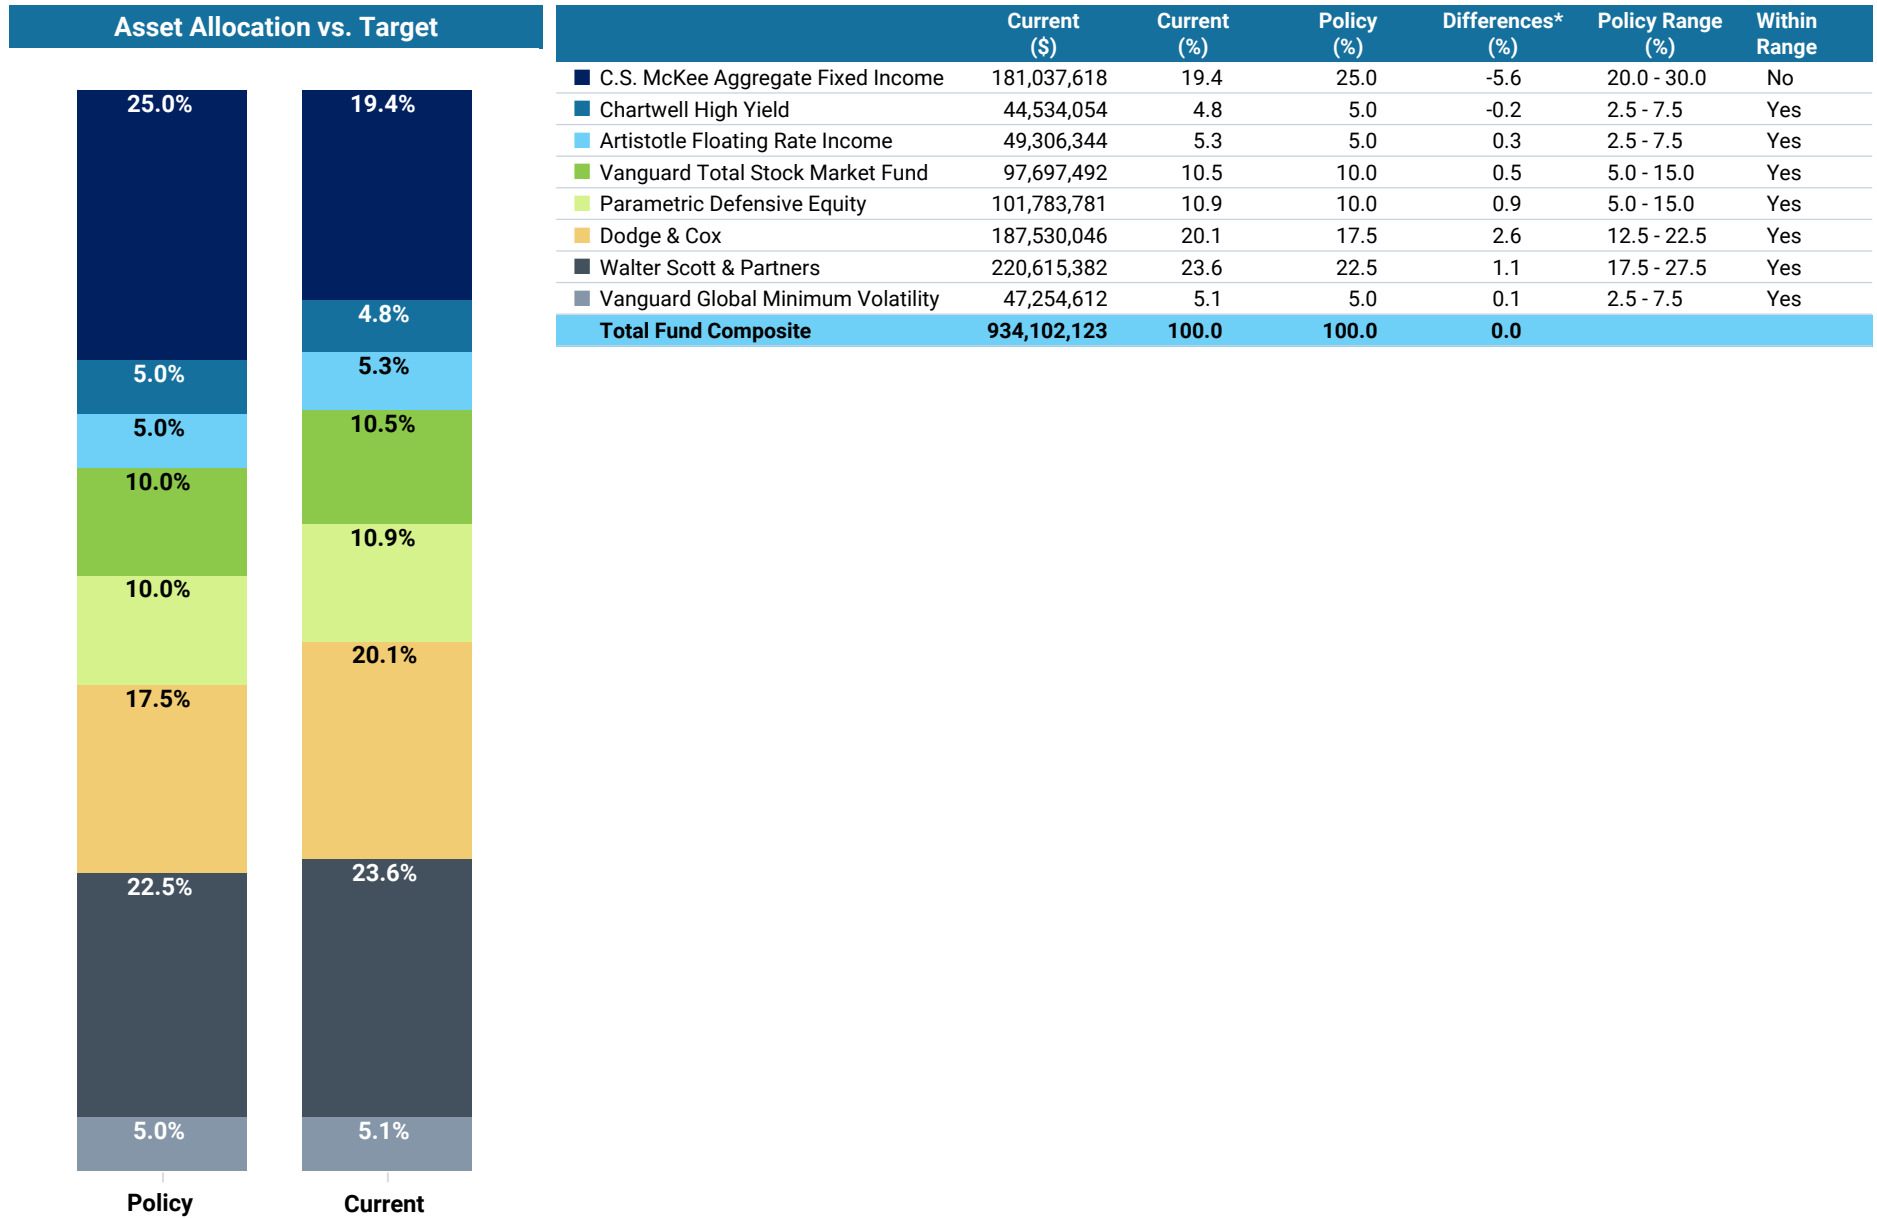 Asset Allocation vs. Target
25.0%
5.0%
5.0%
10.0%
10.0%
17.5%
22.5%
5.0%
Policy
19.4%
4.8%
5.3%
10.5%
10.9%
20.1%
23.6%
5.1%
Current
Current ($) Current (%) Policy (%) Differences* (%) Policy Range (%) Within Range
C.S. McKee Aggregate Fixed Income 181,037,618 19.4 25.0 -5.6 20.0 - 30.0 No
Chartwell High Yield 44,534,054 4.8 5.0 -0.2 2.5 - 7.5 Yes
Artistotle Floating Rate Income 49,306,344 5.3 5.0 0.3 2.5 - 7.5 Yes
Vanguard Total Stock Market Fund 97,697,492 10.5 10.0 0.5 5.0 - 15.0 Yes
Parametric Defensive Equity 101,783,781 10.9 10.0 0.9 5.0 - 15.0 Yes
Dodge & Cox 187,530,046 20.1 17.5 2.6 12.5 - 22.5 Yes
Walter Scott & Partners 220,615,382 23.6 22.5 1.1 17.5 - 27.5 Yes
Vanguard Global Minimum Volatility 47,254,612 5.1 5.0 0.1 2.5 - 7.5 Yes
Total Fund Composite 934,102,123 100.0 100.0 0.0